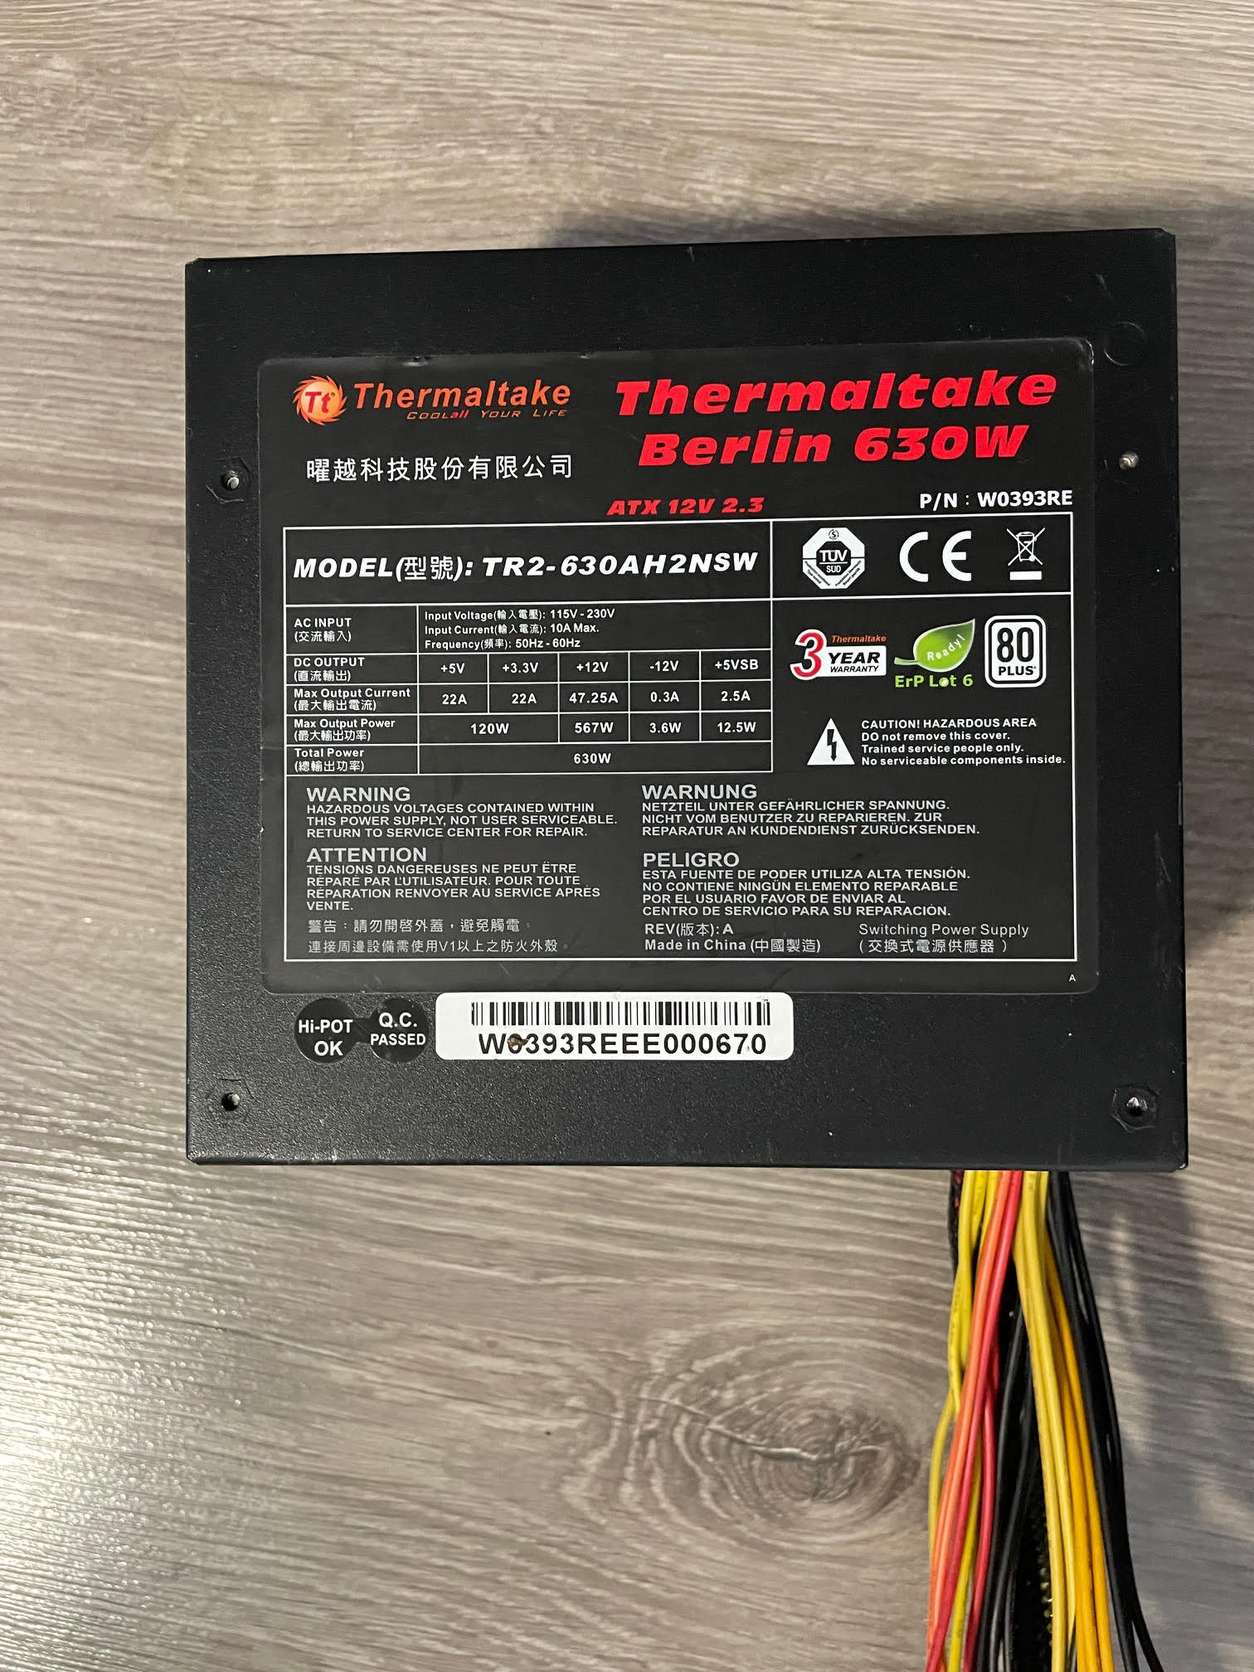 Tt Thermaltake
COOLall YOUR LIFE
Thermaltake
Berlin 630W
曜越科技股份有限公司
ATX 12V 2.3
P/N : W0393RE
MODEL(型號): TR2-630AH2NSW
TÜV
SÜD
CE
AC INPUT
(交流輸入)
Input Voltage(輸入電壓): 115V - 230V
Input Current(輸入電流): 10A Max.
Frequency(頻率): 50Hz - 60Hz
DC OUTPUT
(直流輸出)
+5V +3.3V +12V -12V +5VSB
Max Output Current
(最大輸出電流)
22A 22A 47.25A 0.3A 2.5A
Max Output Power
(最大輸出功率)
120W 567W 3.6W 12.5W
Total Power
(總輸出功率)
630W
3 Thermaltake
YEAR
WARRANTY
Ready!
ErP Lot 6
80
PLUS
CAUTION! HAZARDOUS AREA
DO not remove this cover.
Trained service people only.
No serviceable components inside.
WARNING
HAZARDOUS VOLTAGES CONTAINED WITHIN
THIS POWER SUPPLY, NOT USER SERVICEABLE.
RETURN TO SERVICE CENTER FOR REPAIR.
WARNUNG
NETZTEIL UNTER GEFÄHRLICHER SPANNUNG.
NICHT VOM BENUTZER ZU REPARIEREN. ZUR
REPARATUR AN KUNDENDIENST ZURÜCKSENDEN.
ATTENTION
TENSIONS DANGEREUSES NE PEUT ËTRE
RÉPARÉ PAR L'UTILISATEUR. POUR TOUTE
RÉPARATION RENVOYER AU SERVICE APRÈS
VENTE.
PELIGRO
ESTA FUENTE DE PODER UTILIZA ALTA TENSIÓN.
NO CONTIENE NINGÚN ELEMENTO REPARABLE
POR EL USUARIO FAVOR DE ENVIAR AL
CENTRO DE SERVICIO PARA SU REPARACIÓN.
警告：請勿開啓外蓋，避免觸電。
連接周邊設備需使用V1以上之防火外殼。
REV(版本): A
Made in China (中國製造)
Switching Power Supply
(交換式電源供應器)
A
Hi-POT
OK
Q.C.
PASSED
W0393REEE000670